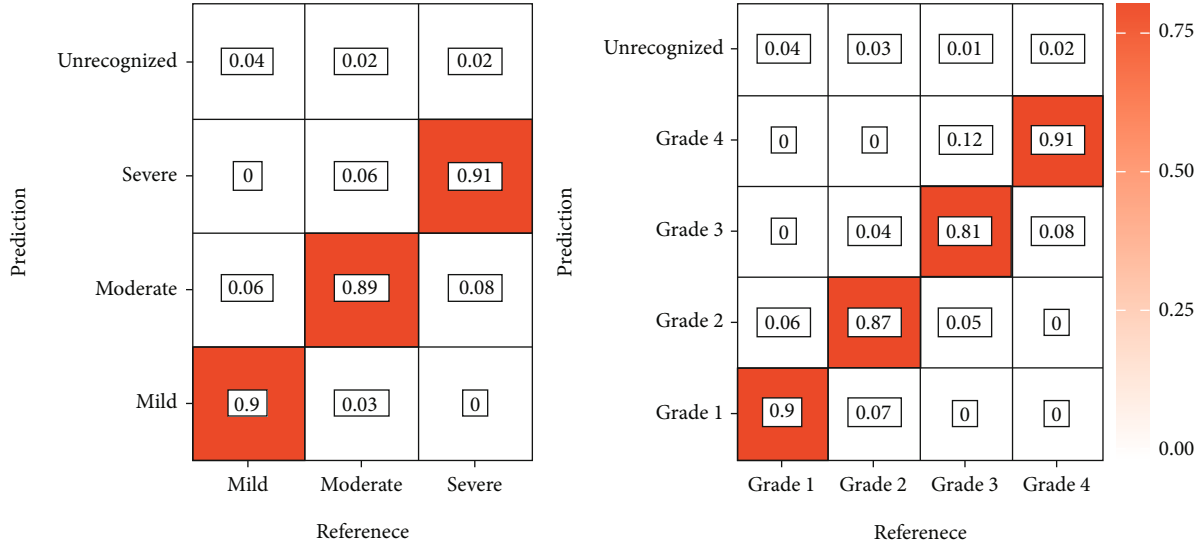 Prediction
Unrecognized 0.04 0.02 0.02
Severe 0 0.06 0.91
Moderate 0.06 0.89 0.08
Mild 0.9 0.03 0
Mild Moderate Severe
Referenece
Prediction
Unrecognized 0.04 0.03 0.01 0.02
Grade 4 0 0 0.12 0.91
Grade 3 0 0.04 0.81 0.08
Grade 2 0.06 0.87 0.05 0
Grade 1 0.9 0.07 0 0
Grade 1 Grade 2 Grade 3 Grade 4
Referenece
0.75
0.50
0.25
0.00